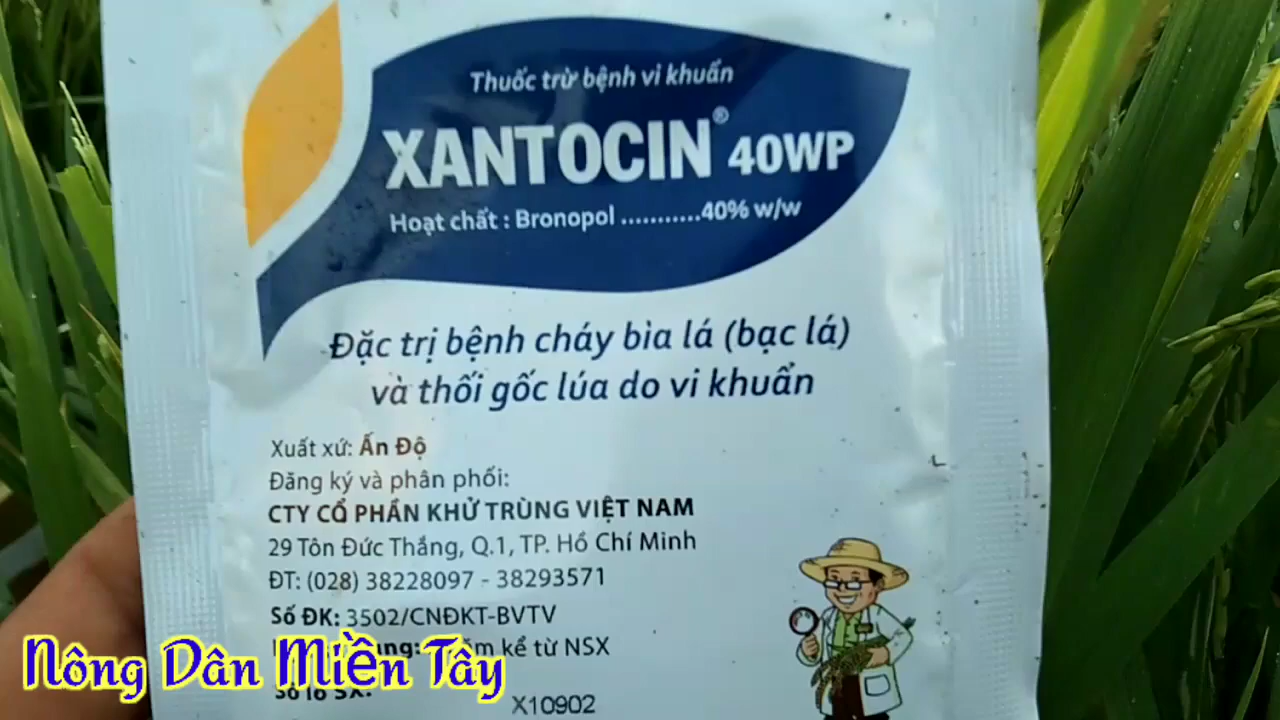 Thuốc trừ bệnh vi khuẩn
XANTOCIN® 40WP
Hoạt chất : Bronopol ...........40% w/w
Đặc trị bệnh cháy bìa lá (bạc lá)
và thối gốc lúa do vi khuẩn
Xuất xứ: Ấn Độ
Đăng ký và phân phối:
CTY CỔ PHẦN KHỬ TRÙNG VIỆT NAM
29 Tôn Đức Thắng, Q.1, TP. Hồ Chí Minh
ĐT: (028) 38228097 - 38293571
Số ĐK: 3502/CNĐKT-BVTV
kể từ NSX
Nông Dân Miền Tây
Số lô SX:
X10902